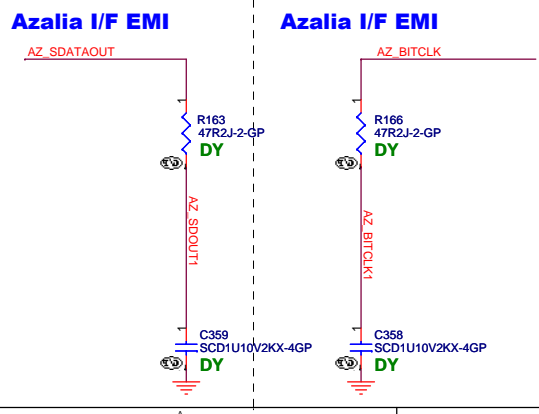 Azalia I/F EMI
AZ_SDATAOUT
1
R163
47R2J-2-GP
DY
AZ_SDOUT1
1
C359
SCD1U10V2KX-4GP
DY
Azalia I/F EMI
AZ_BITCLK
1
R166
47R2J-2-GP
DY
AZ_BITCLK1
1
C358
SCD1U10V2KX-4GP
DY